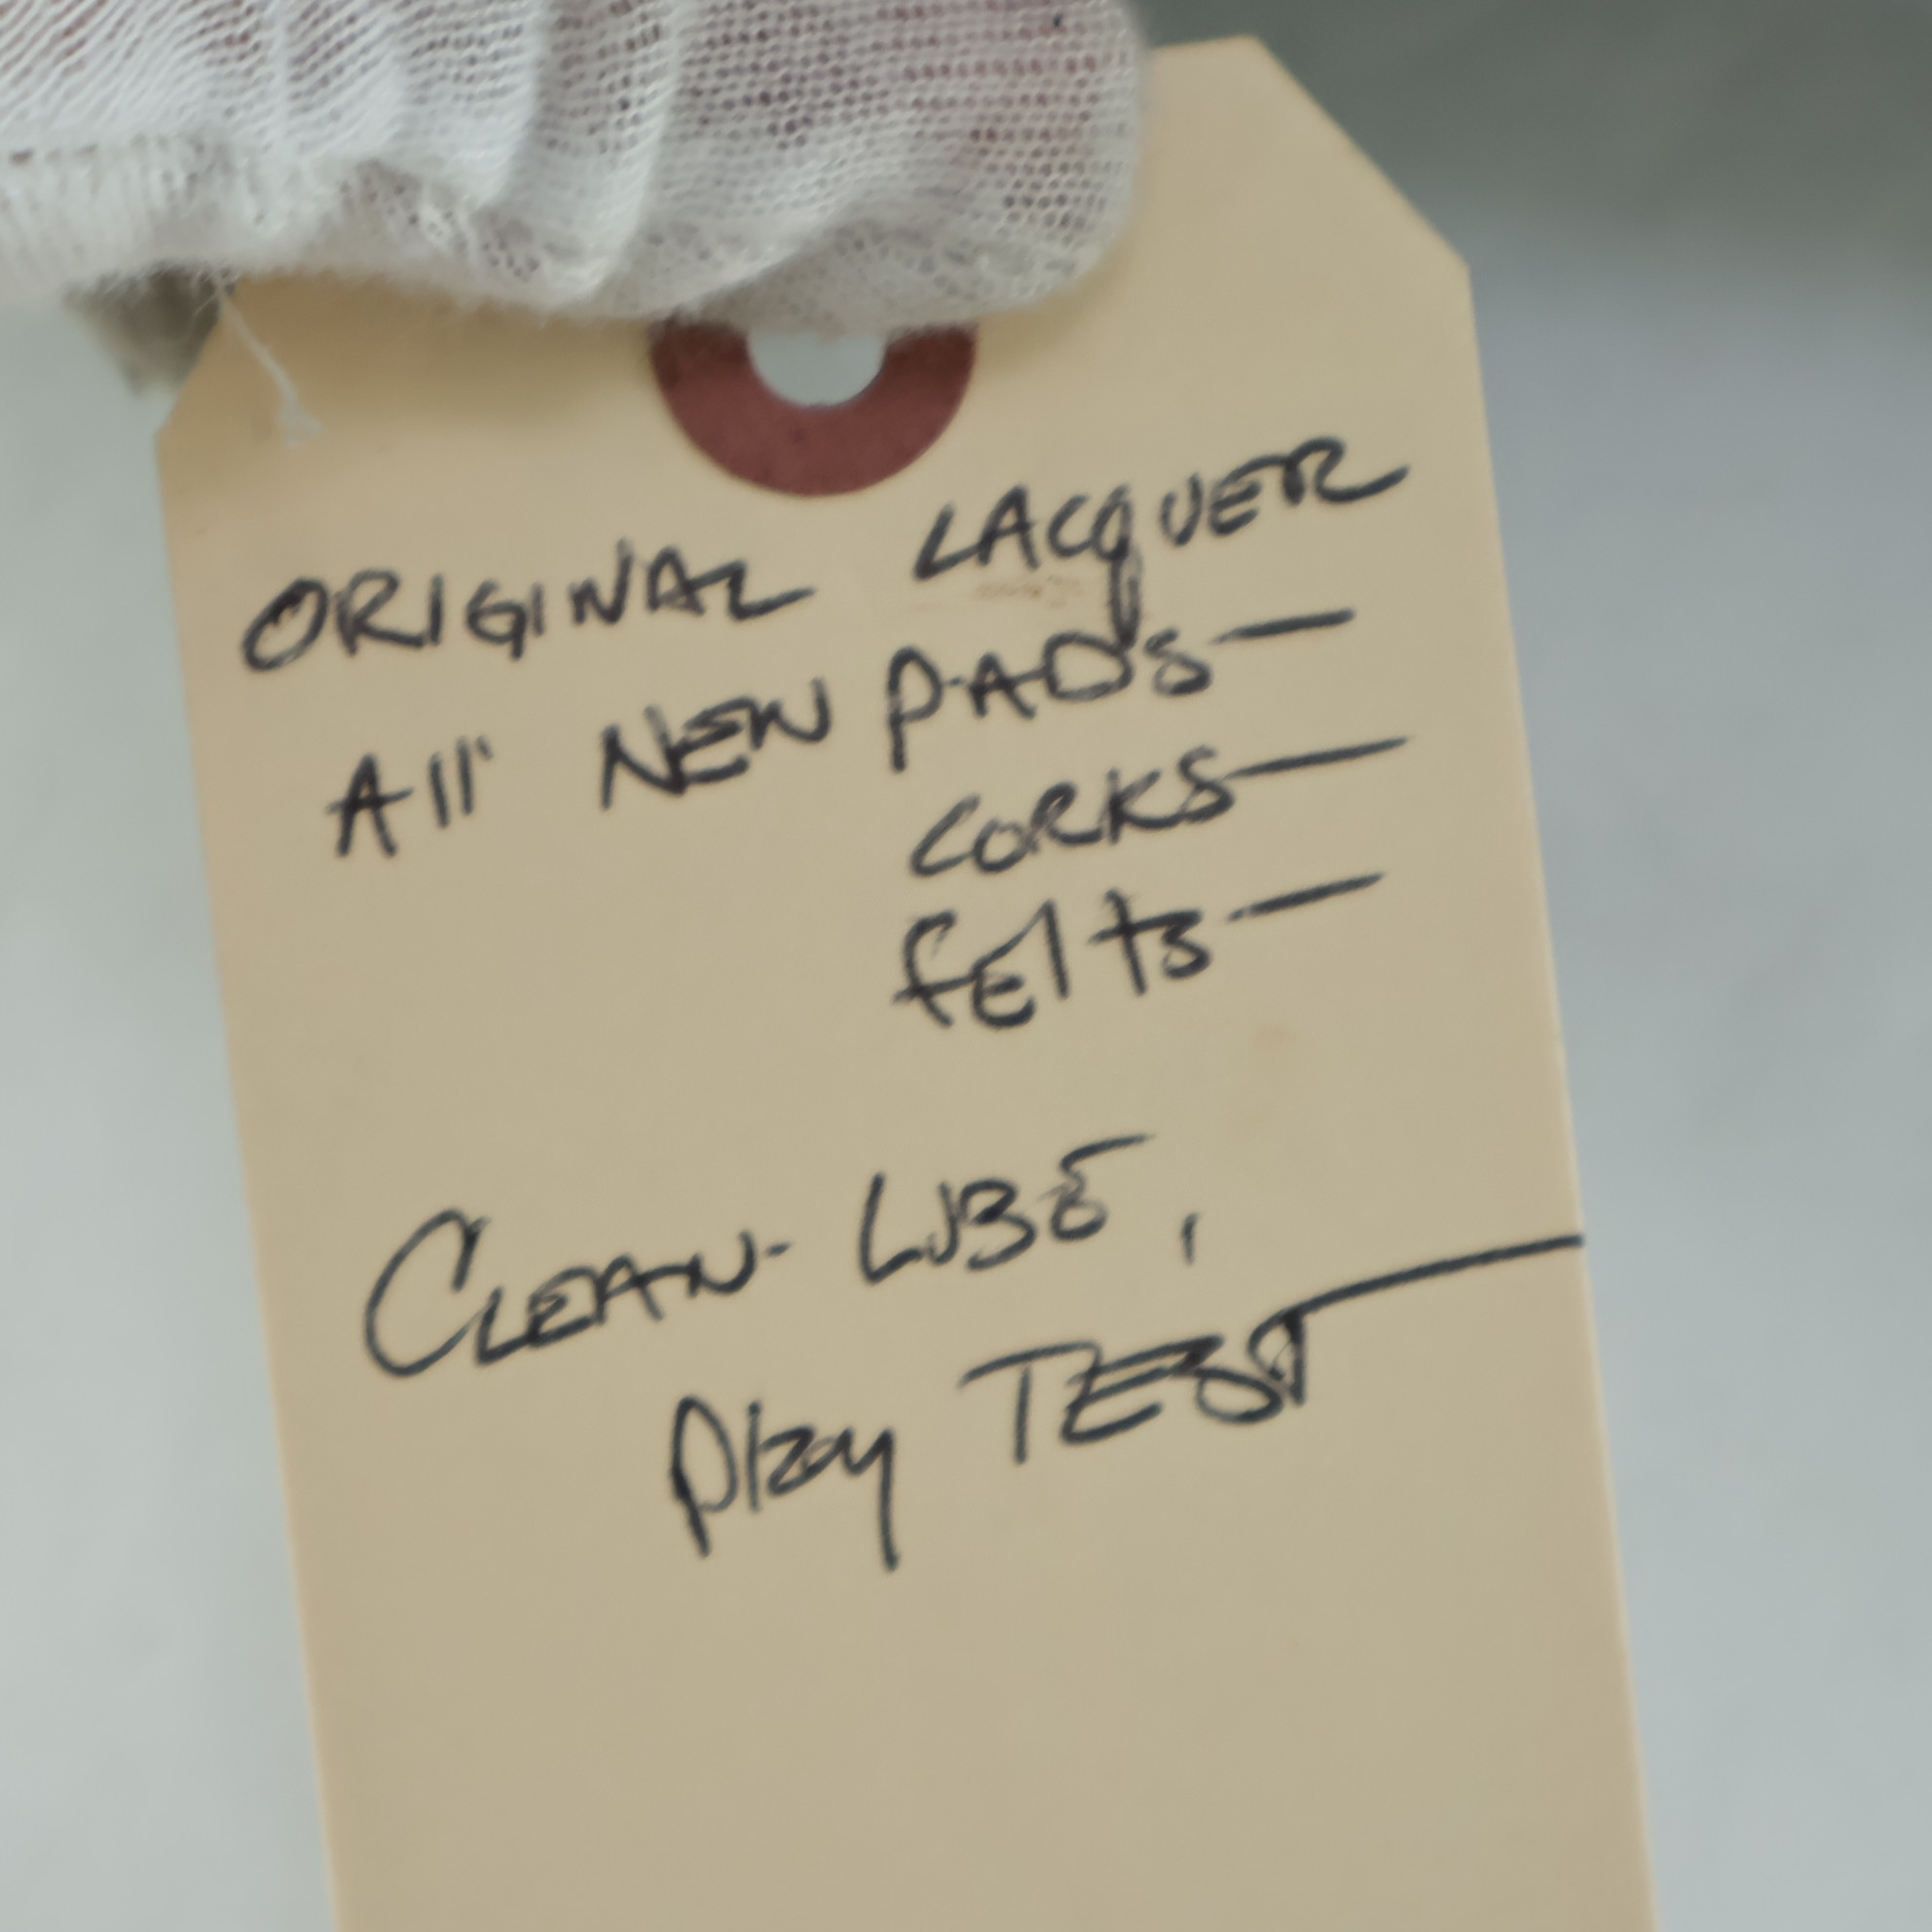 ORIGINAL LACQUER
All NEW PADS—
CORKS—
fElts—
CLEAN- LUBE,
Play TEST